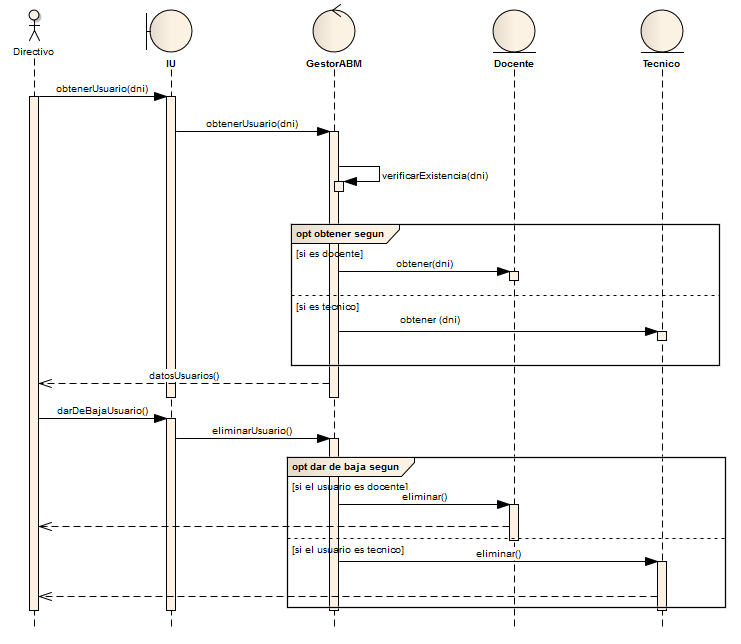 Directivo
IU
GestorABM
Docente
Tecnico
obtenerUsuario(dni)
obtenerUsuario(dni)
verificarExistencia(dni)
opt obtener segun
[si es docente]
obtener(dni)
[si es tecnico]
obtener (dni)
datosUsuarios()
darDeBajaUsuario()
eliminarUsuario()
opt dar de baja segun
[si el usuario es docente]
eliminar()
[si el usuario es tecnico]
eliminar()